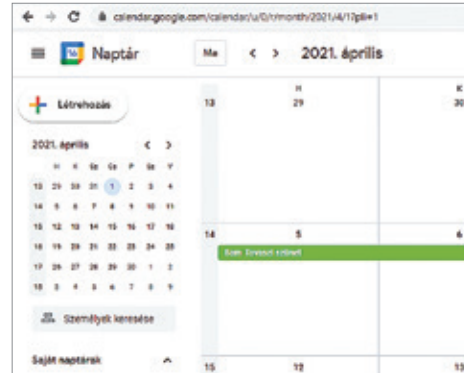 calendar.google.com/calendar/u/0/r/month/2021/4/1?pli=1
Naptár
Ma
2021. április
Létrehozás
2021. április
H K Sze Cs P Szo V
13 29 30 31 1 2 3 4
14 5 6 7 8 9 10 11
15 12 13 14 15 16 17 18
16 19 20 21 22 23 24 25
17 26 27 28 29 30 1 2
18 3 4 5 6 7 8 9
Személyek keresése
Saját naptárak
H K
13 29 30
14 5 6
Tavaszi szünet
15 12 13